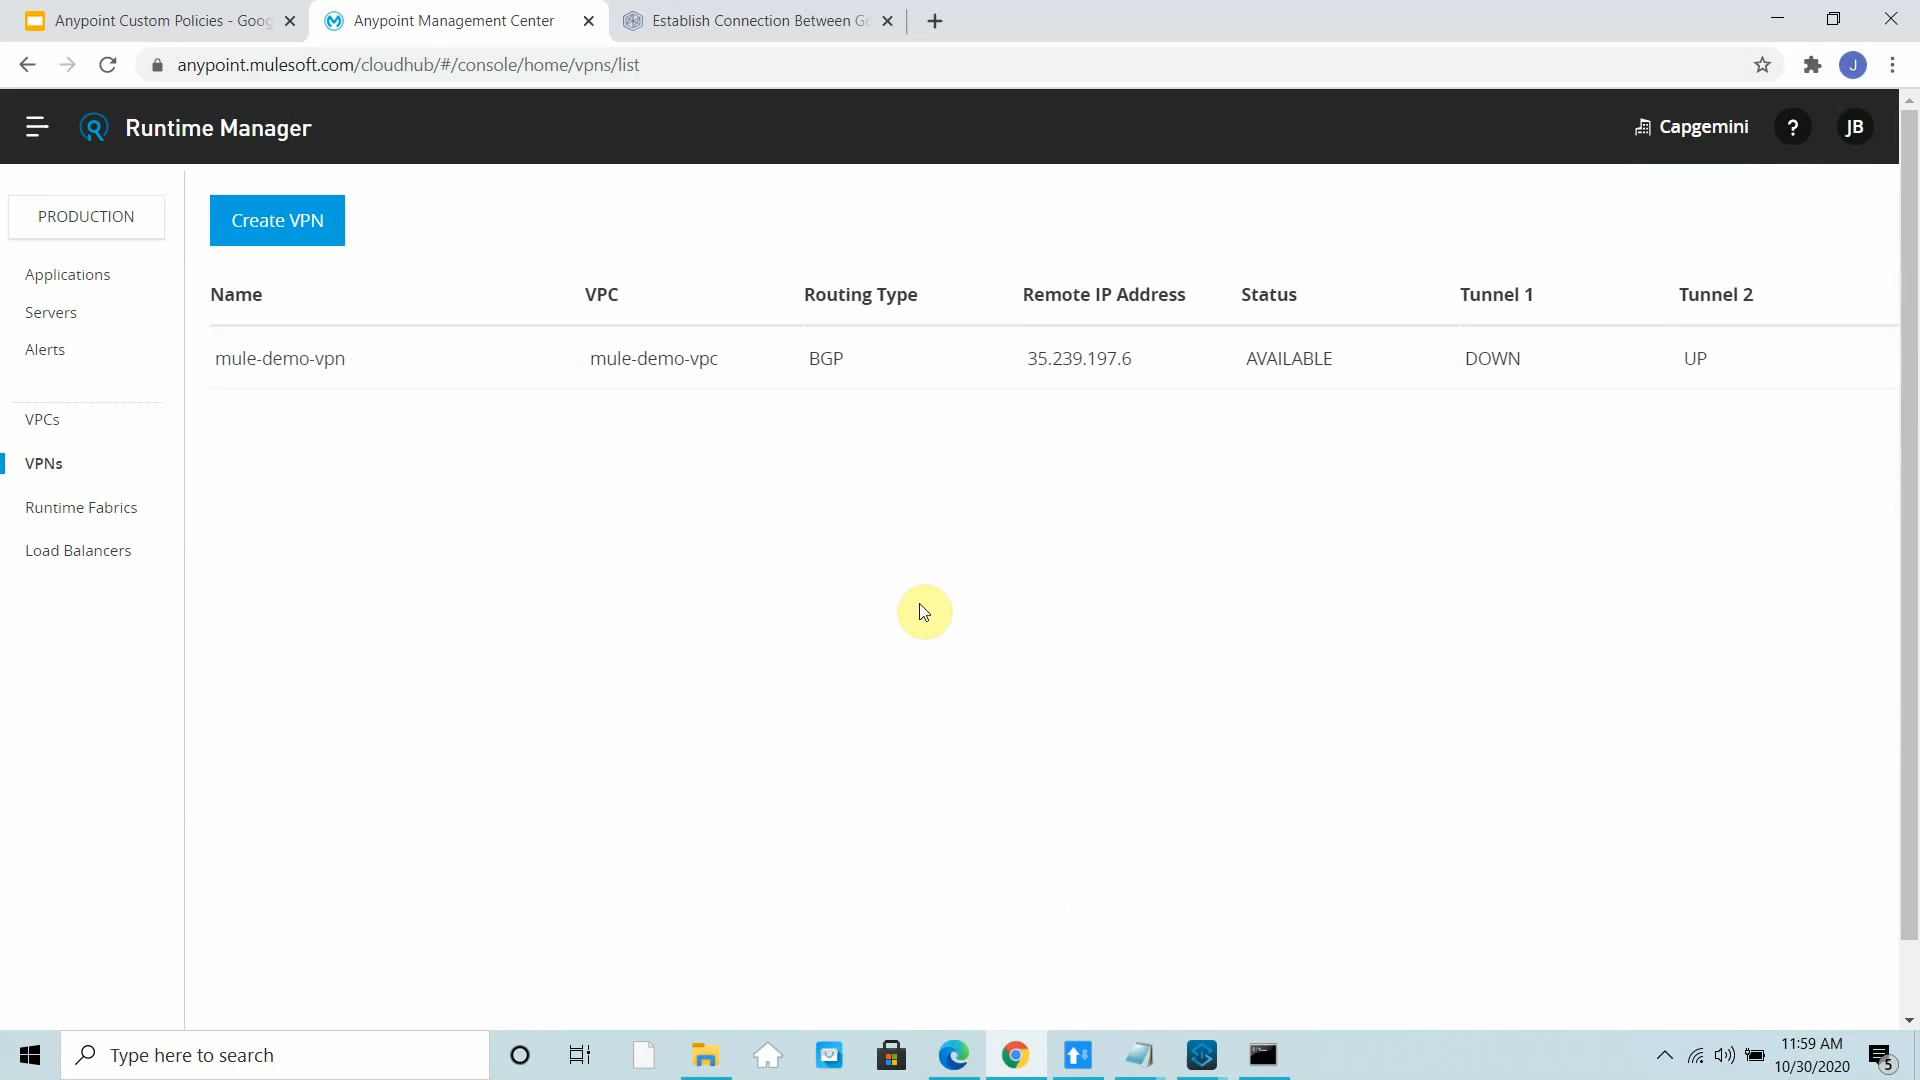 Anypoint Custom Policies - Goog
Anypoint Management Center
Establish Connection Between Go
anypoint.mulesoft.com/cloudhub/#/console/home/vpns/list
J
Runtime Manager
Capgemini
?
JB
PRODUCTION
Create VPN
Applications
Servers
Alerts
VPCs
VPNs
Runtime Fabrics
Load Balancers
Name VPC Routing Type Remote IP Address Status Tunnel 1 Tunnel 2
mule-demo-vpn mule-demo-vpc BGP 35.239.197.6 AVAILABLE DOWN UP
Type here to search
11:59 AM
10/30/2020
5